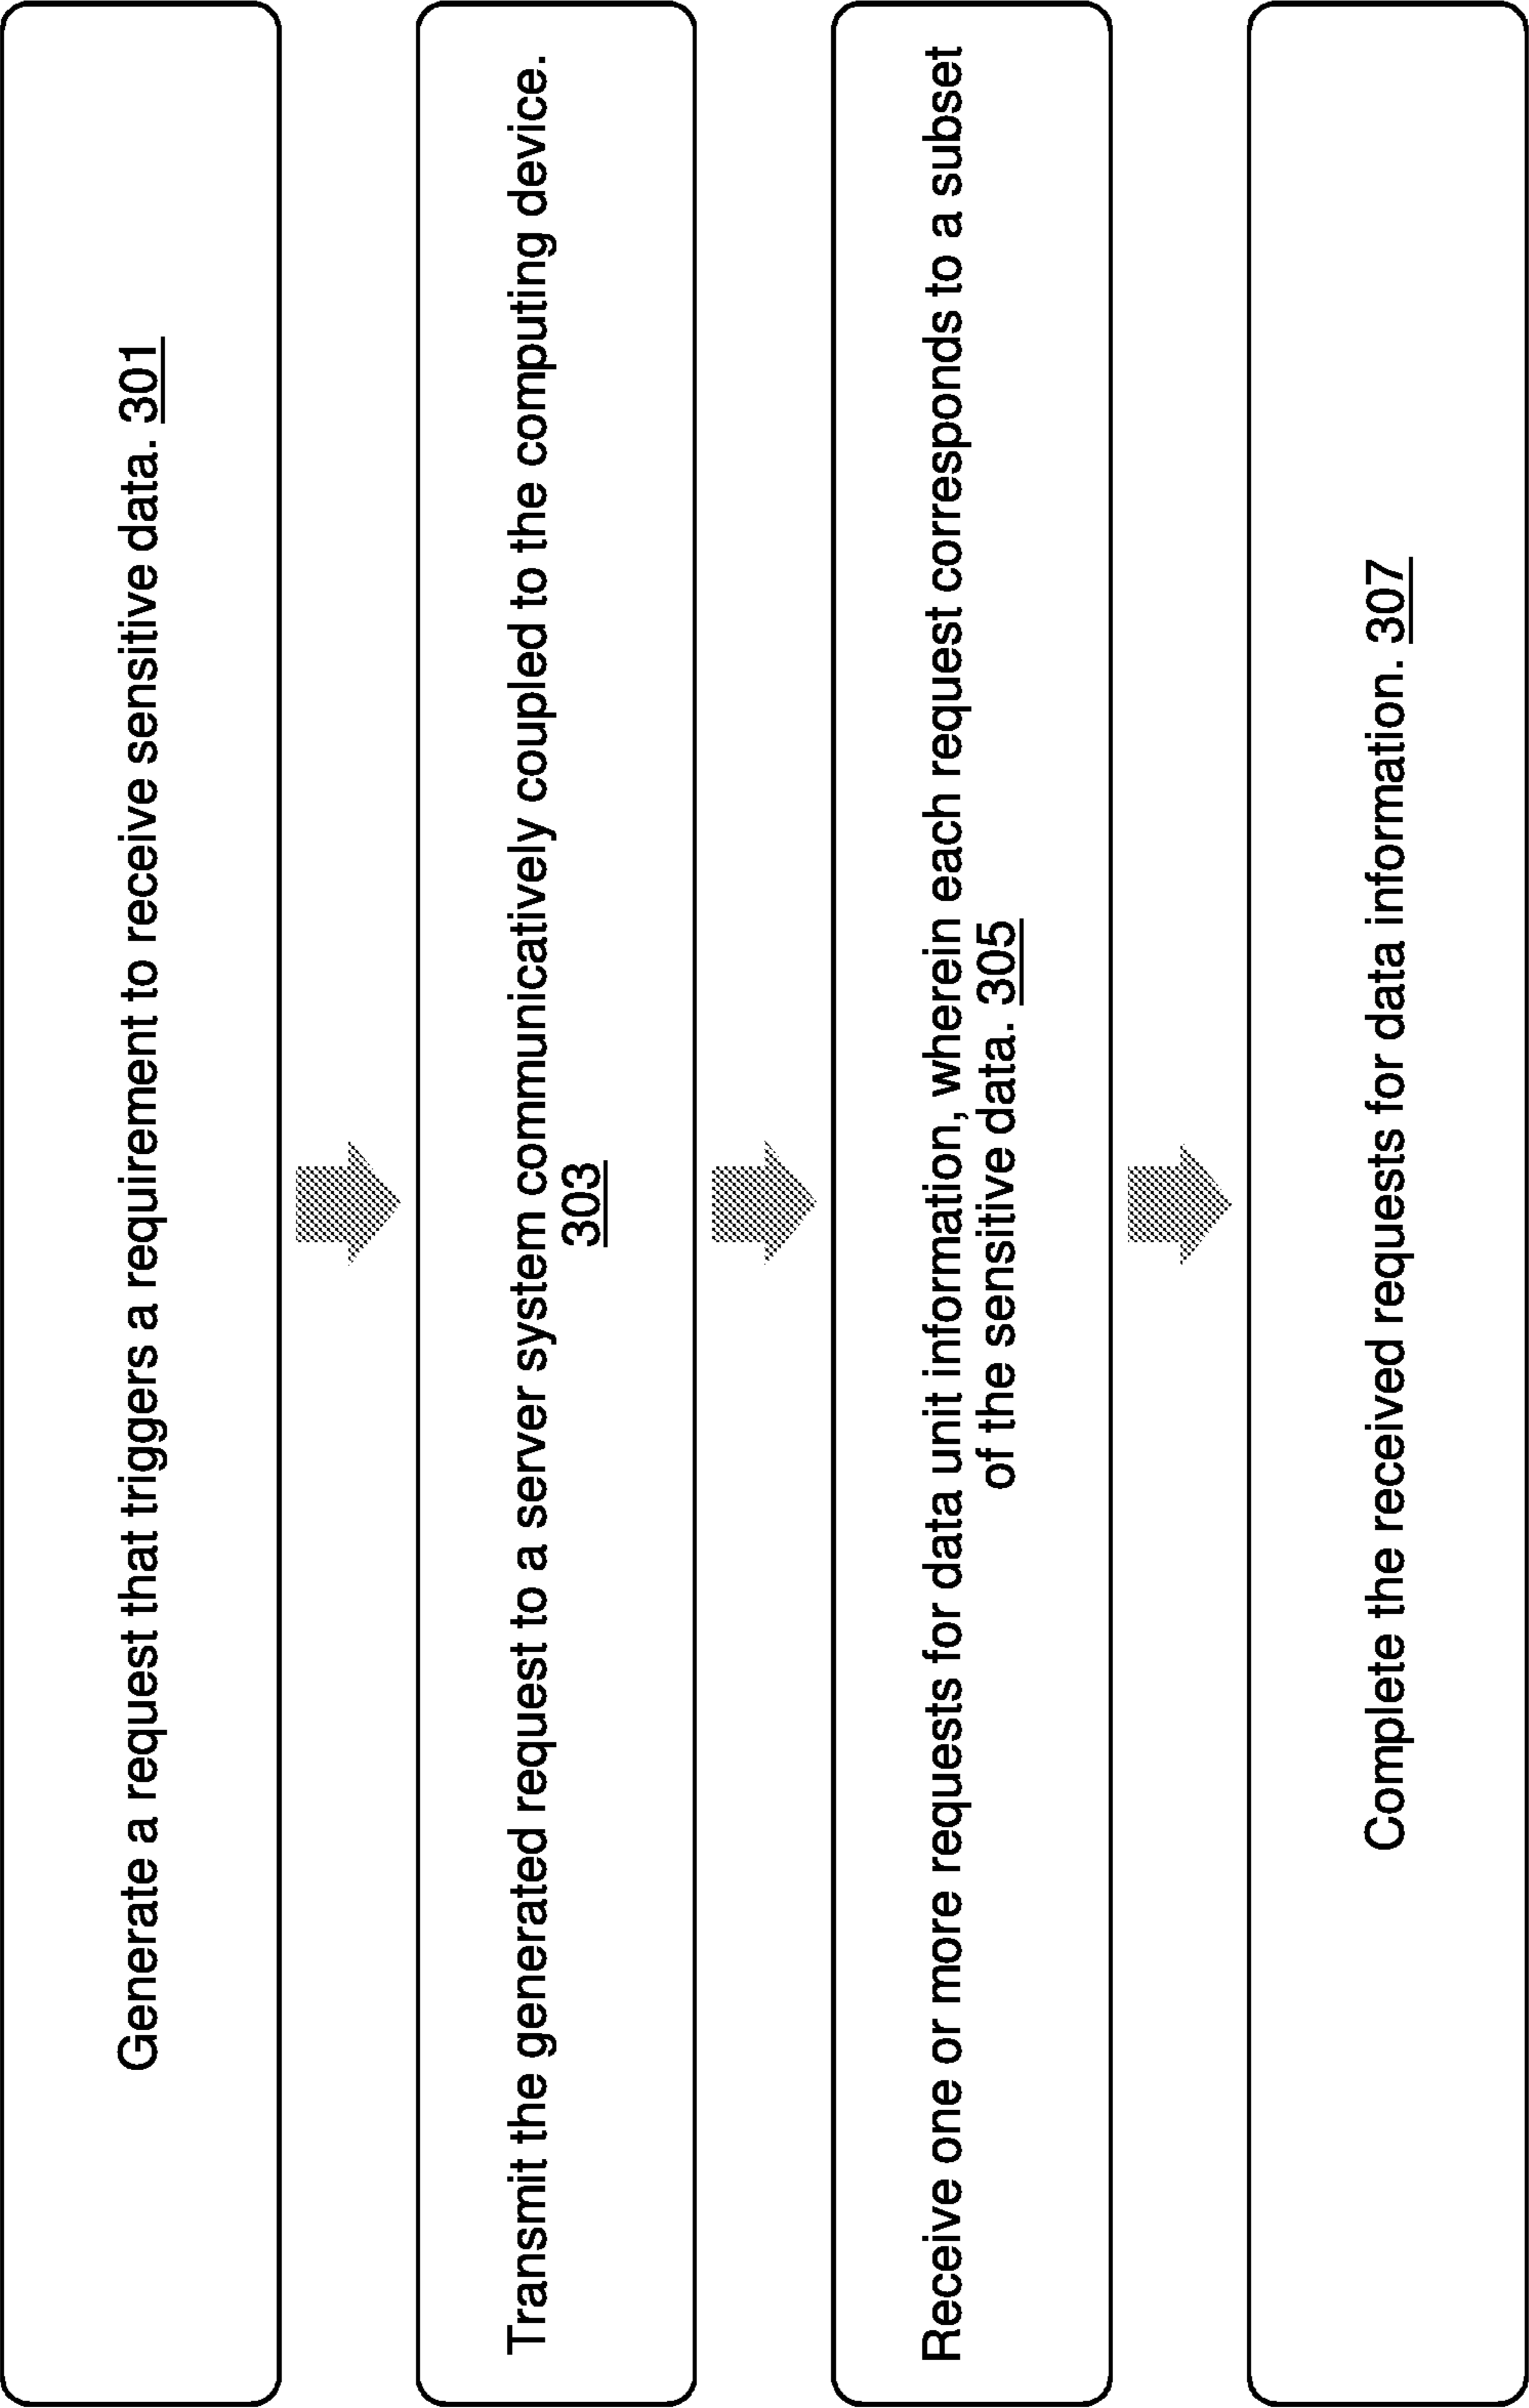 Generate a request that triggers a requirement to receive sensitive data. 301
Transmit the generated request to a server system communicatively coupled to the computing device.
303
Receive one or more requests for data unit information, wherein each request corresponds to a subset
of the sensitive data. 305
Complete the received requests for data information. 307